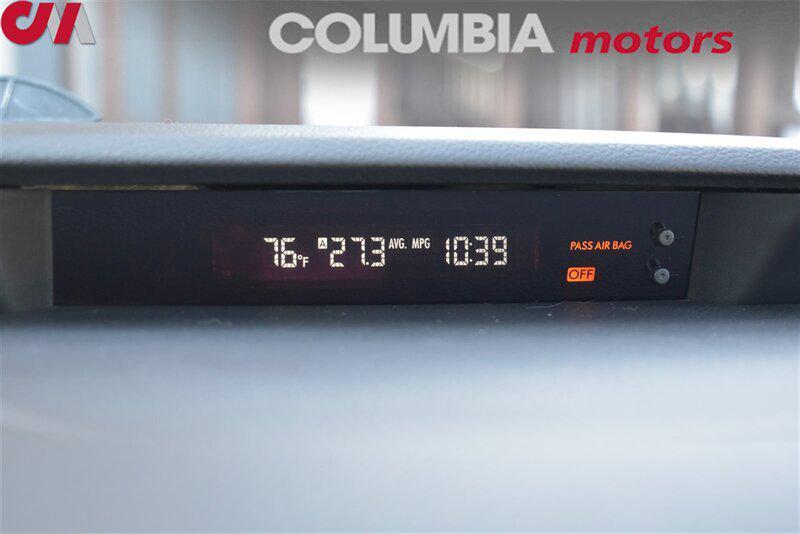 COLUMBIA motors
76°F A 27.3 AVG. MPG 10:39
PASS AIR BAG
OFF